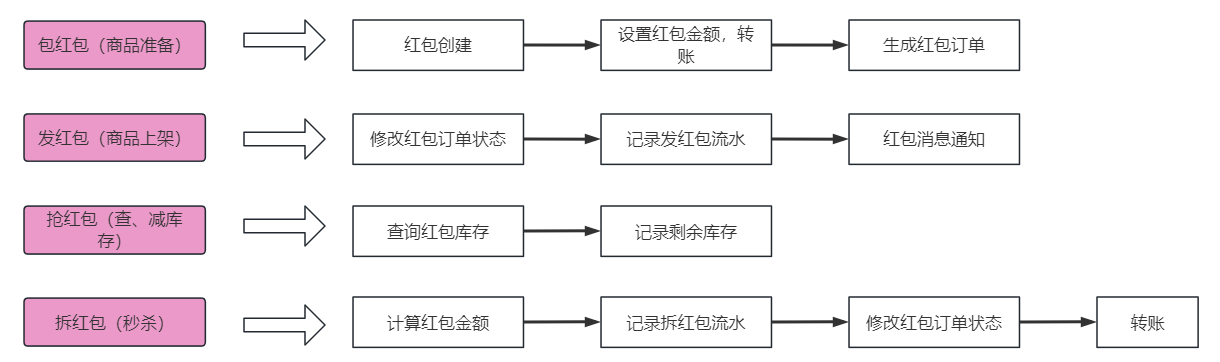 包红包（商品准备）
红包创建
设置红包金额，转
账
生成红包订单
发红包（商品上架）
修改红包订单状态
记录发红包流水
红包消息通知
抢红包（查、减库
存）
查询红包库存
记录剩余库存
拆红包（秒杀）
计算红包金额
记录拆红包流水
修改红包订单状态
转账